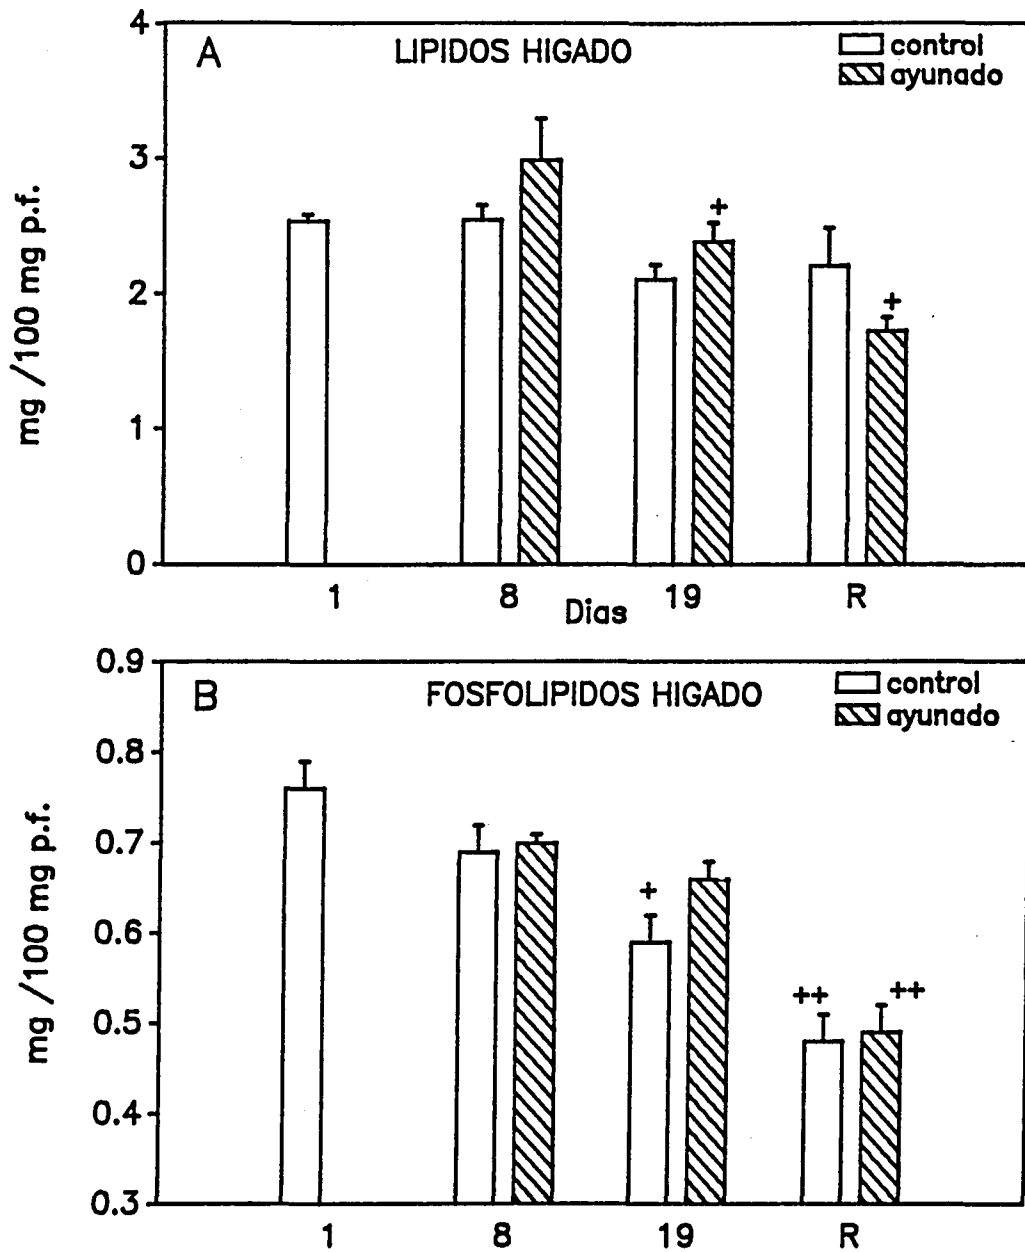 4
A LIPIDOS HIGADO
control
ayunado
3
2
1
0
mg /100 mg p.f.
+
+
1 8 19 R
Dias
0.9
B FOSFOLIPIDOS HIGADO
control
ayunado
0.8
0.7
0.6
0.5
0.4
0.3
mg /100 mg p.f.
+
++
++
1 8 19 R